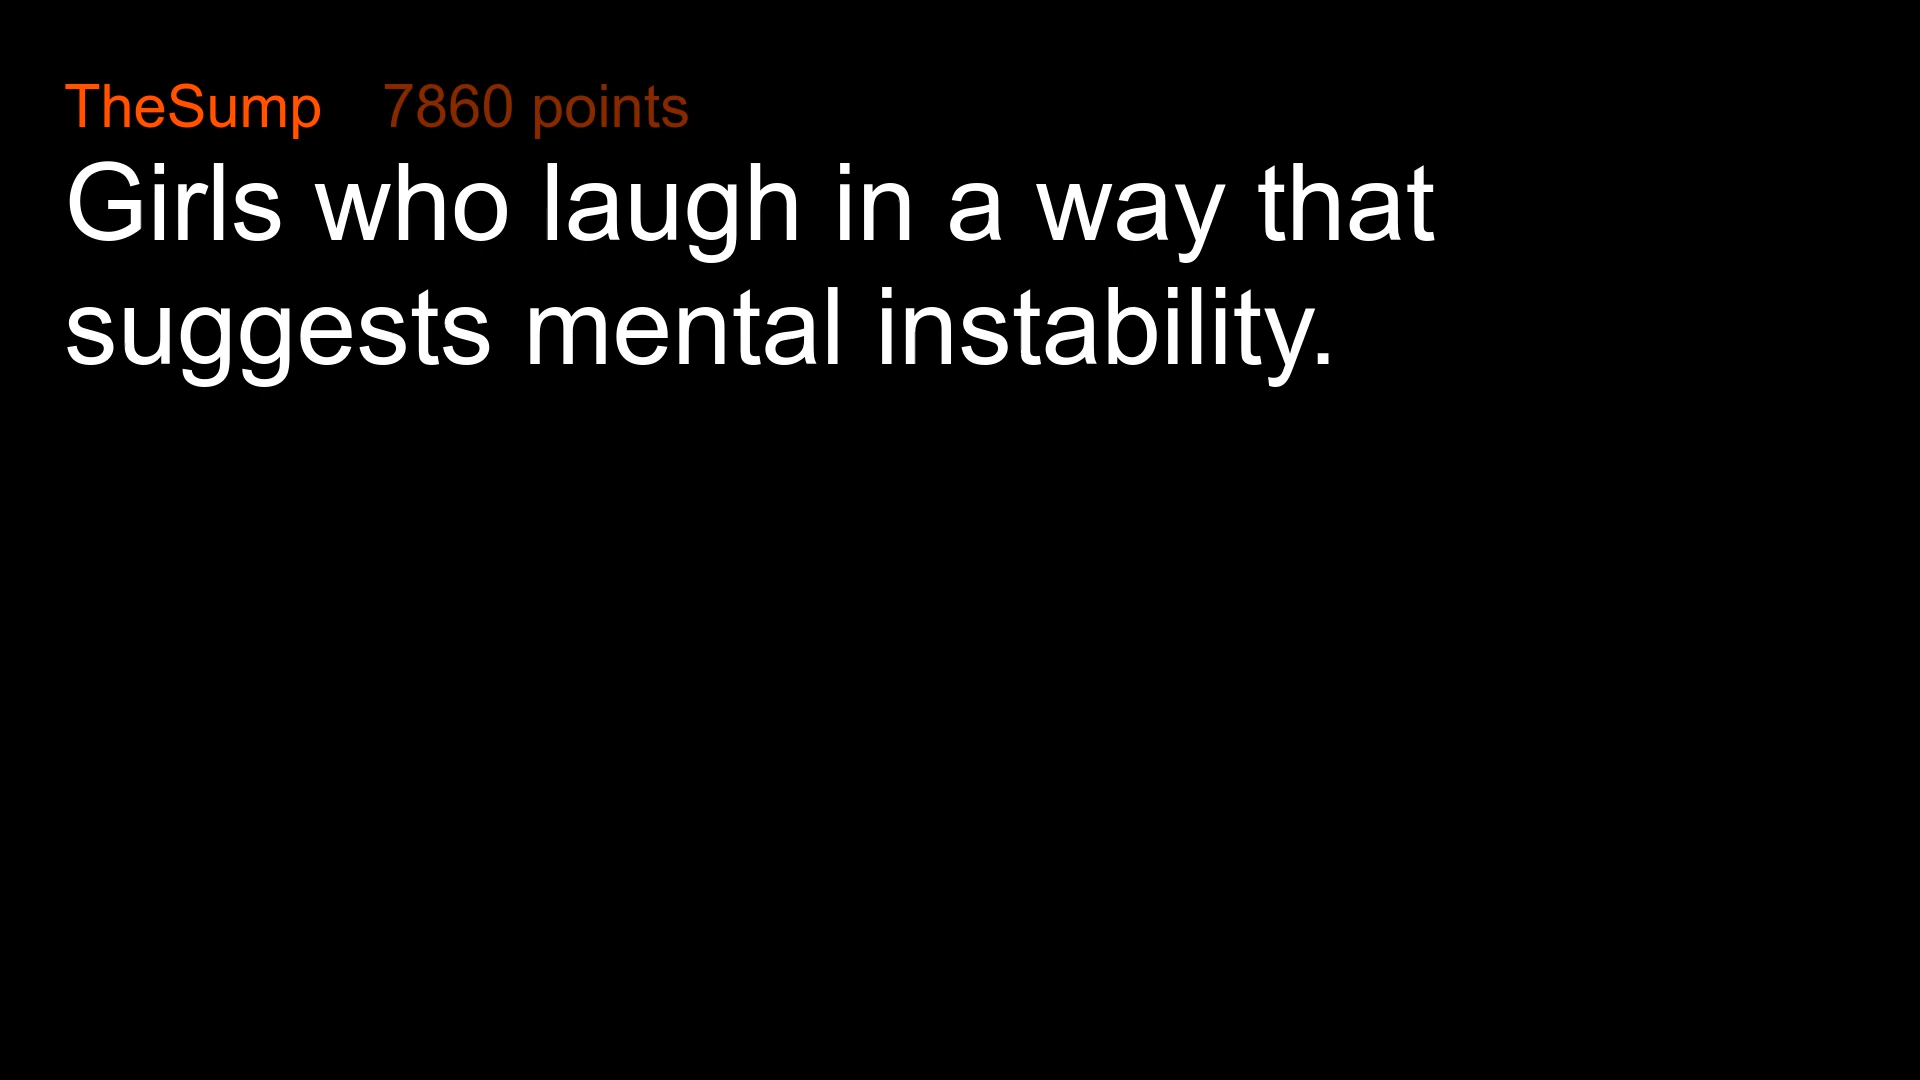 TheSump 7860 points
Girls who laugh in a way that
suggests mental instability.